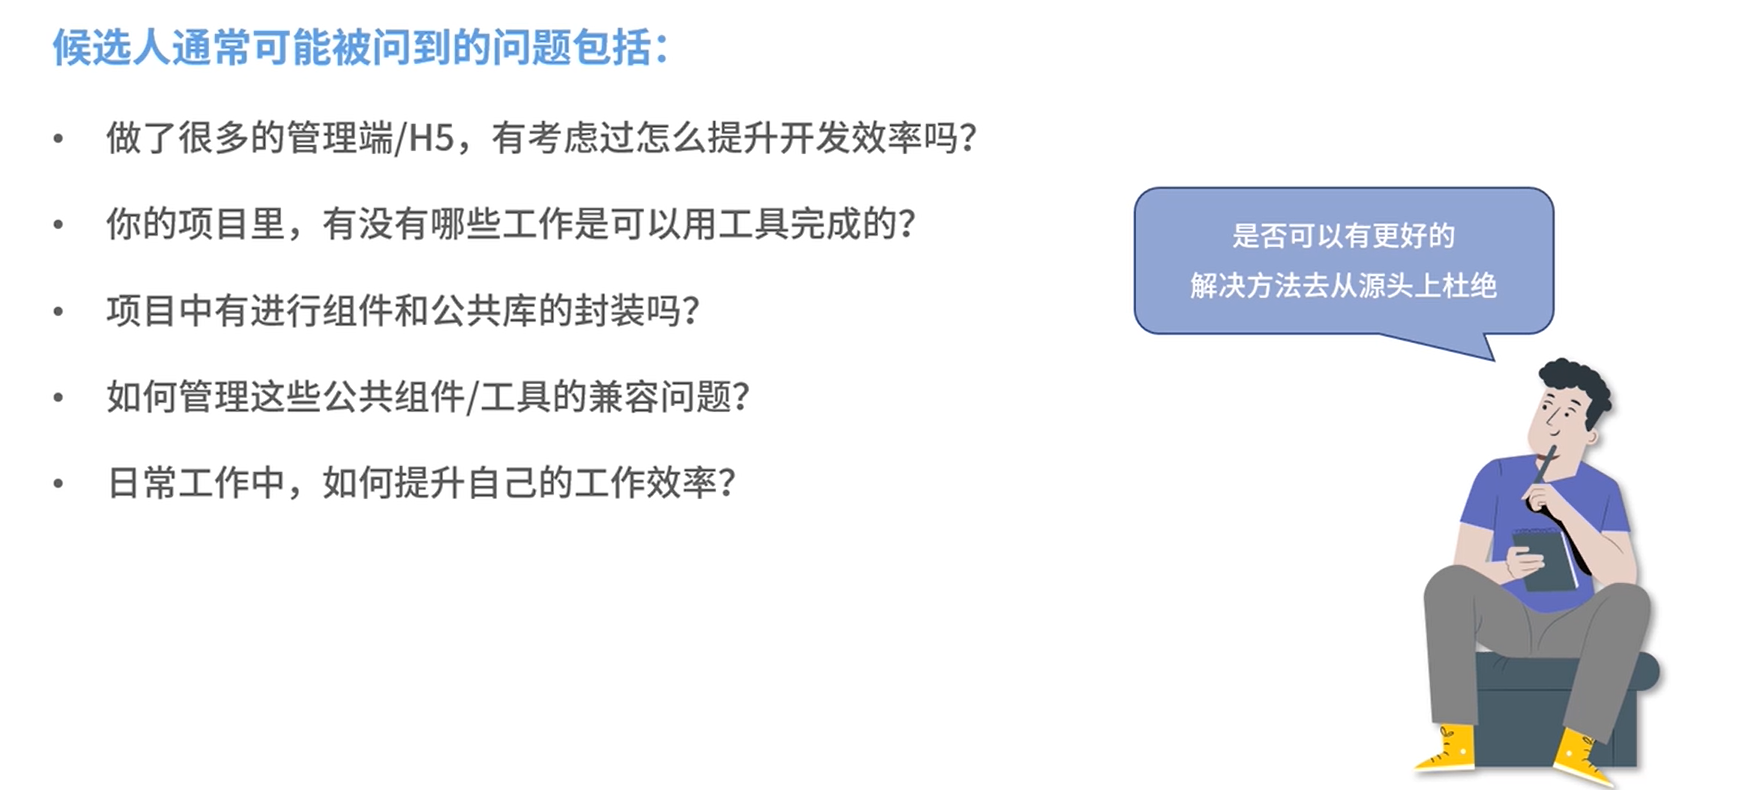 候选人通常可能被问到的问题包括：
• 做了很多的管理端/H5，有考虑过怎么提升开发效率吗？
• 你的项目里，有没有哪些工作是可以用工具完成的？
• 项目中有进行组件和公共库的封装吗？
• 如何管理这些公共组件/工具的兼容问题？
• 日常工作中，如何提升自己的工作效率？
是否可以有更好的
解决方法去从源头上杜绝